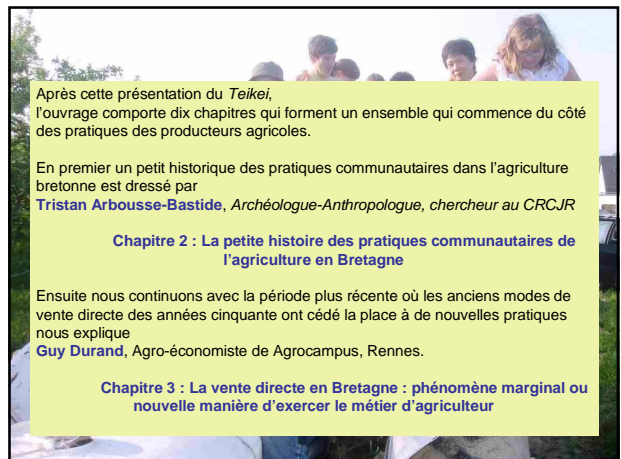 Après cette présentation du Teikei,
l'ouvrage comporte dix chapitres qui forment un ensemble qui commence du côté
des pratiques des producteurs agricoles.
En premier un petit historique des pratiques communautaires dans l'agriculture
bretonne est dressé par
Tristan Arbousse-Bastide, Archéologue-Anthropologue, chercheur au CRCJR
Chapitre 2 : La petite histoire des pratiques communautaires de
l'agriculture en Bretagne
Ensuite nous continuons avec la période plus récente où les anciens modes de
vente directe des années cinquante ont cédé la place à de nouvelles pratiques
nous explique
Guy Durand, Agro-économiste de Agrocampus, Rennes.
Chapitre 3 : La vente directe en Bretagne : phénomène marginal ou
nouvelle manière d'exercer le métier d'agriculteur